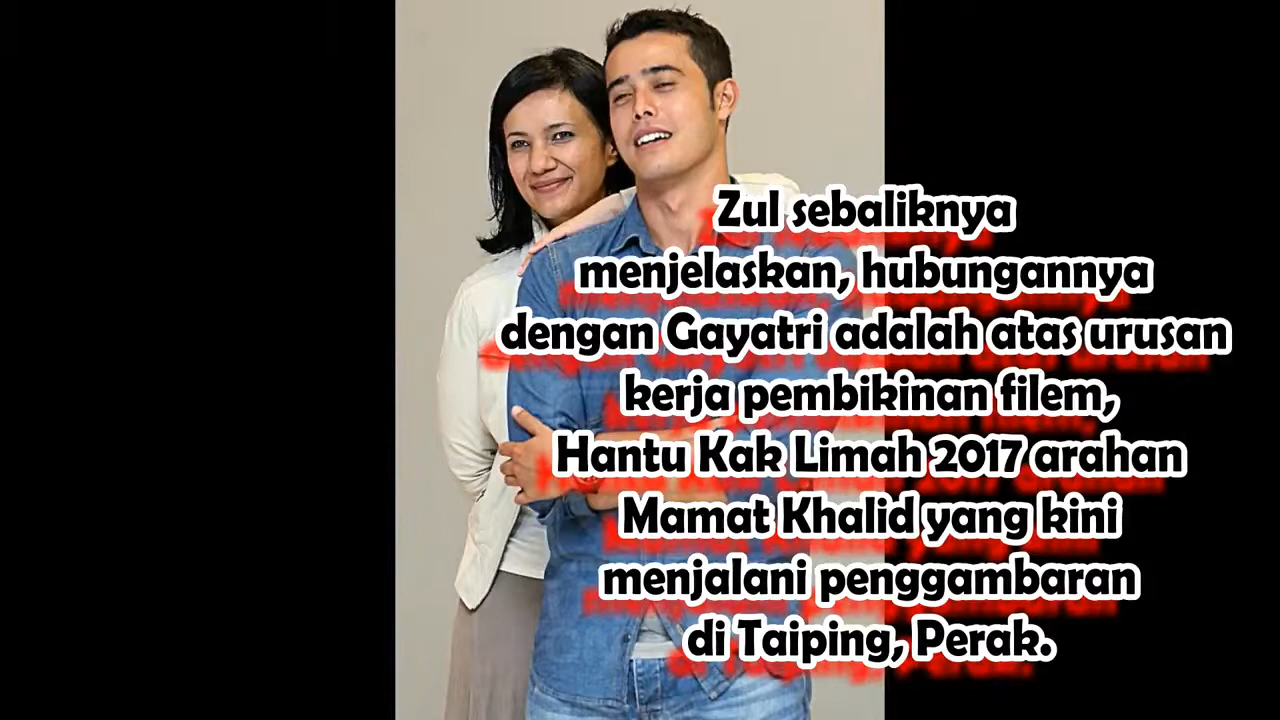 Zul sebaliknya
menjelaskan, hubungannya
dengan Gayatri adalah atas urusan
kerja pembikinan filem,
Hantu Kak Limah 2017 arahan
Mamat Khalid yang kini
menjalani penggambaran
di Taiping, Perak.